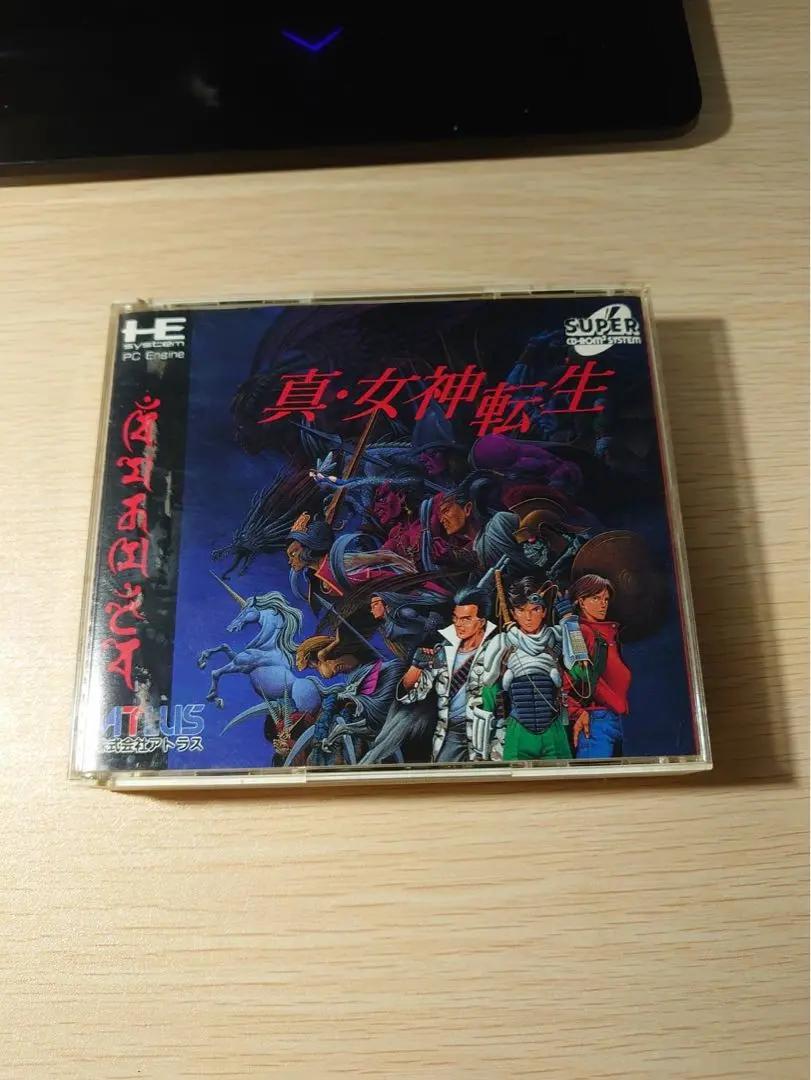 HE
system
PC Engine
SUPER
CD-ROM² SYSTEM
真・女神転生
ATLUS
株式会社アトラス